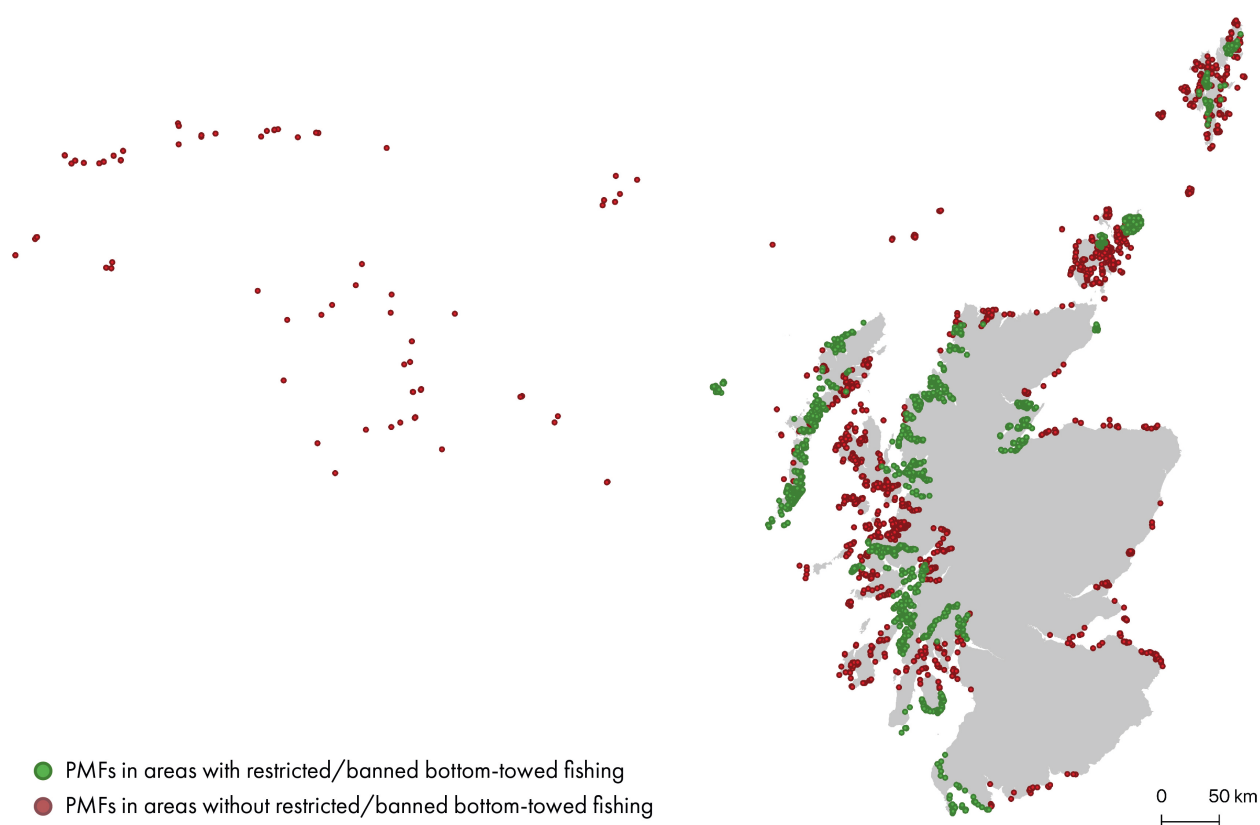 PMFs in areas with restricted/banned bottom-towed fishing
PMFs in areas without restricted/banned bottom-towed fishing
0 50 km